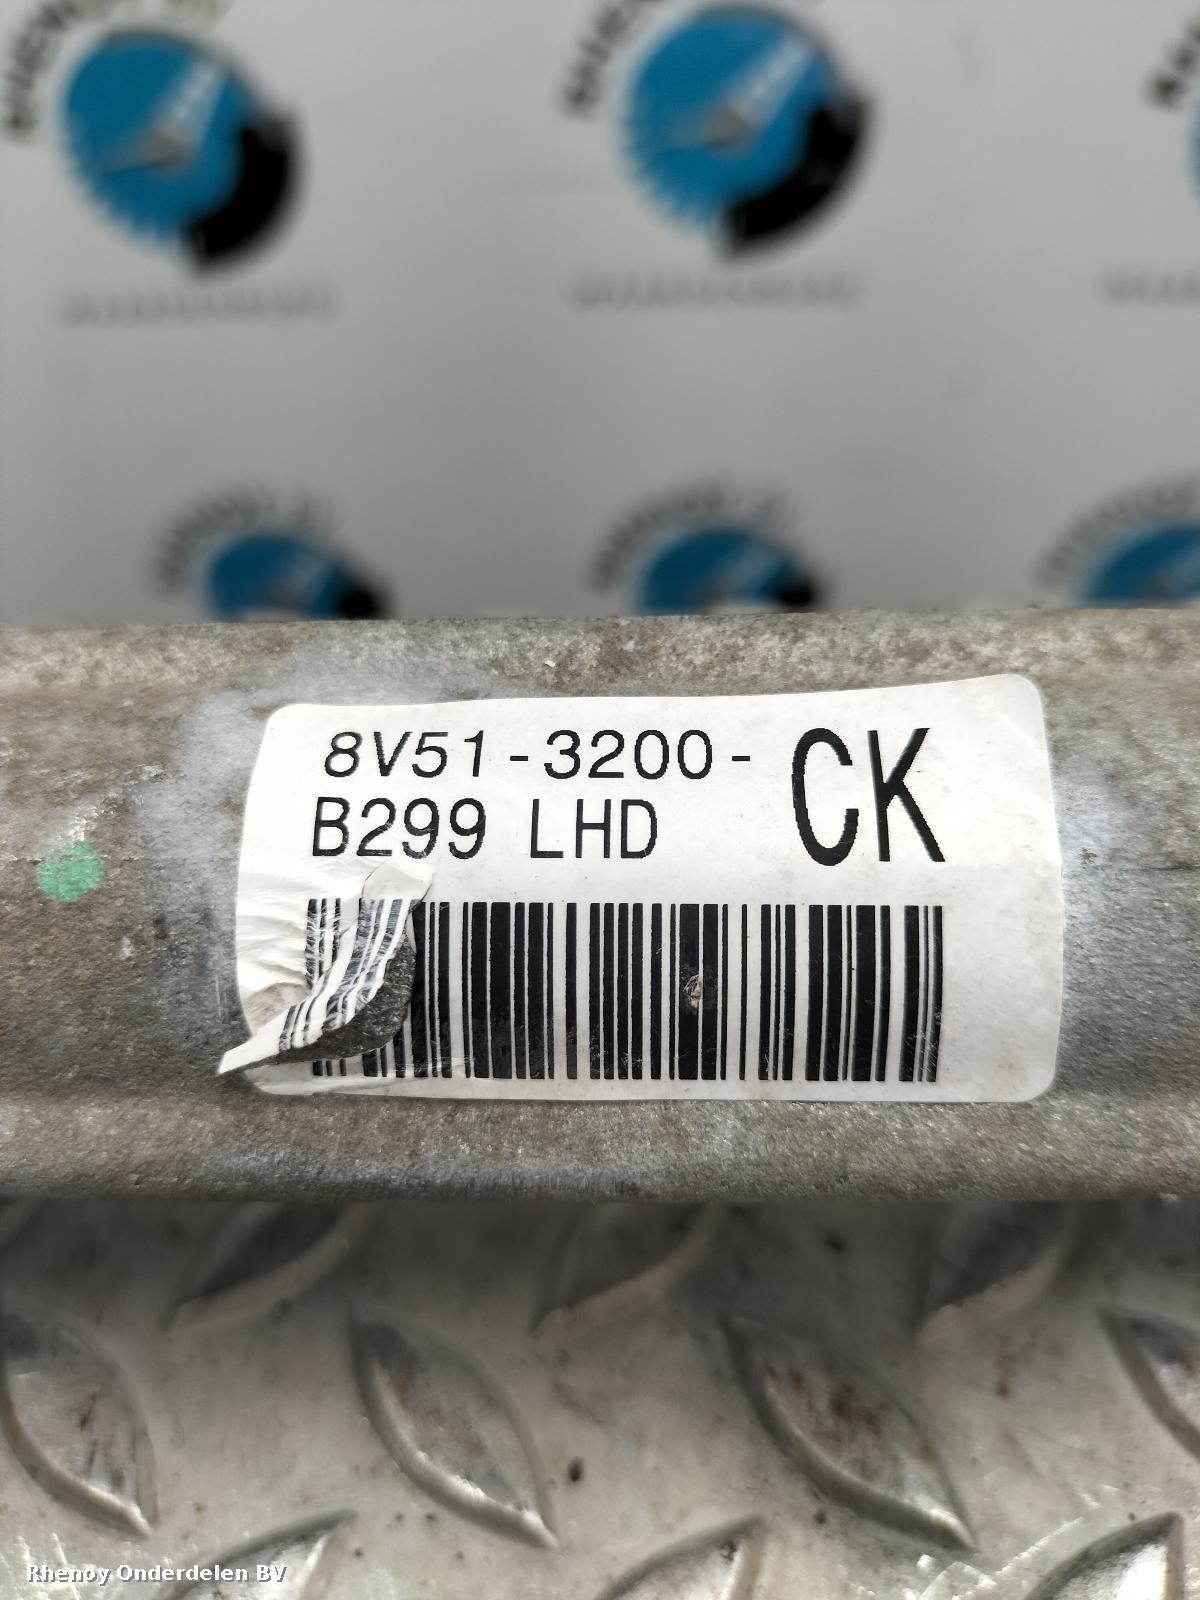 8V51-3200- CK
B299 LHD
Rhenoy Onderdelen BV